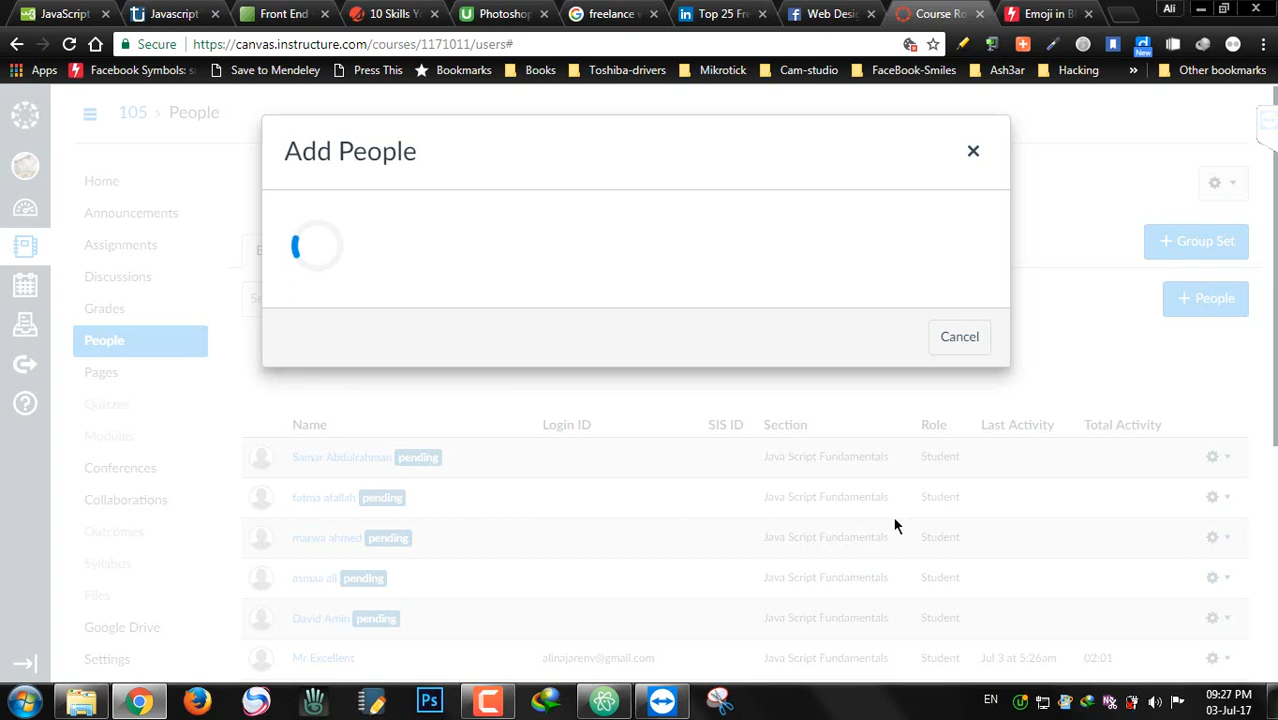 JavaScript
Javascript
Front End
10 Skills Y
Photoshop
freelance
Top 25 Fre
Web Desig
Course Ro
Emoji in B
Ali
Secure
https://canvas.instructure.com/courses/1171011/users#
New
Apps
Facebook Symbols: s
Save to Mendeley
Press This
Bookmarks
Books
Toshiba-drivers
Mikrotick
Cam-studio
FaceBook-Smiles
Ash3ar
Hacking
»
Other bookmarks
105 › People
Add People
Home
Announcements
Assignments
Discussions
Grades
People
Pages
Quizzes
Modules
Conferences
Collaborations
Outcomes
Syllabus
Files
Google Drive
Settings
+ Group Set
+ People
Cancel
Name Login ID SIS ID Section Role Last Activity Total Activity
Samar Abdulrahman pending Java Script Fundamentals Student
fatma afallah pending Java Script Fundamentals Student
marwa ahmed pending Java Script Fundamentals Student
asmaa ali pending Java Script Fundamentals Student
David Amin pending Java Script Fundamentals Student
Mr Excellent alinajarenv@gmail.com Java Script Fundamentals Student Jul 3 at 5:26am 02:01
Ps
EN
09:27 PM
03-Jul-17